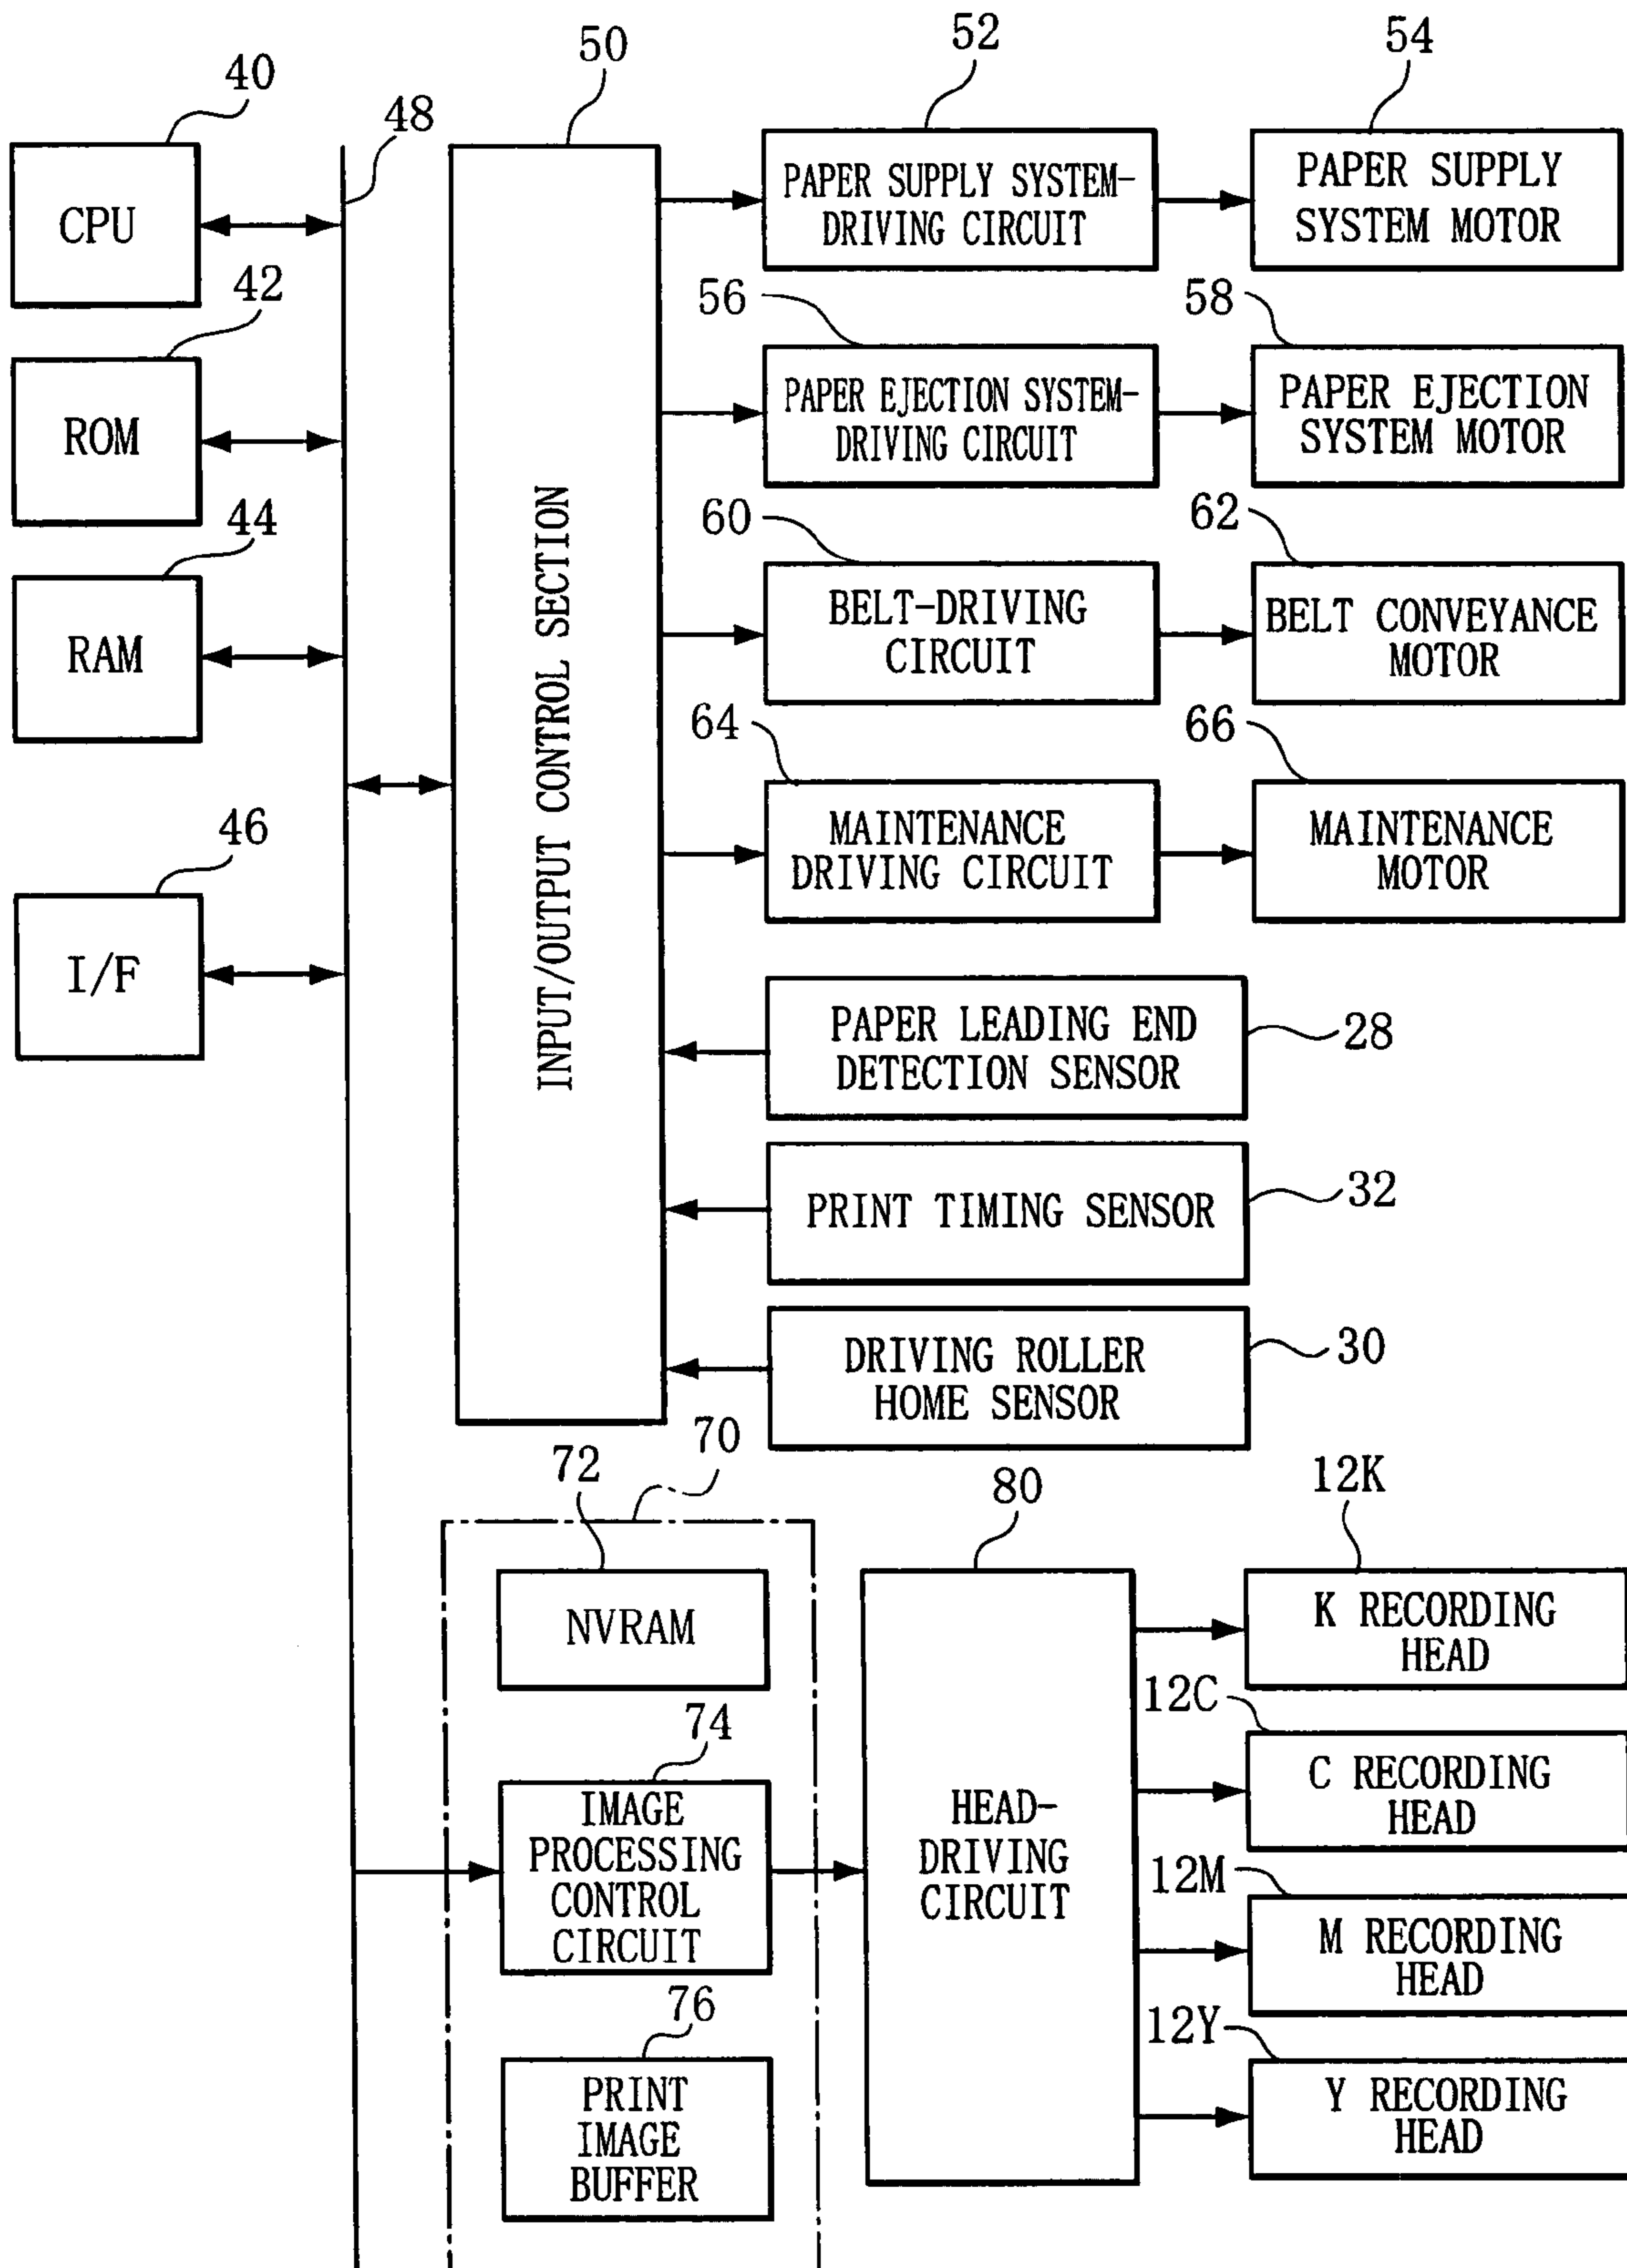 40
CPU
42
ROM
44
RAM
46
I/F
48
50
INPUT/OUTPUT CONTROL SECTION
52
PAPER SUPPLY SYSTEM-
DRIVING CIRCUIT
54
PAPER SUPPLY
SYSTEM MOTOR
56
PAPER EJECTION SYSTEM-
DRIVING CIRCUIT
58
PAPER EJECTION
SYSTEM MOTOR
60
BELT-DRIVING
CIRCUIT
62
BELT CONVEYANCE
MOTOR
64
MAINTENANCE
DRIVING CIRCUIT
66
MAINTENANCE
MOTOR
PAPER LEADING END
DETECTION SENSOR
28
PRINT TIMING SENSOR
32
DRIVING ROLLER
HOME SENSOR
30
70
72
NVRAM
74
IMAGE
PROCESSING
CONTROL
CIRCUIT
76
PRINT
IMAGE
BUFFER
80
HEAD-
DRIVING
CIRCUIT
12K
K RECORDING
HEAD
12C
C RECORDING
HEAD
12M
M RECORDING
HEAD
12Y
Y RECORDING
HEAD